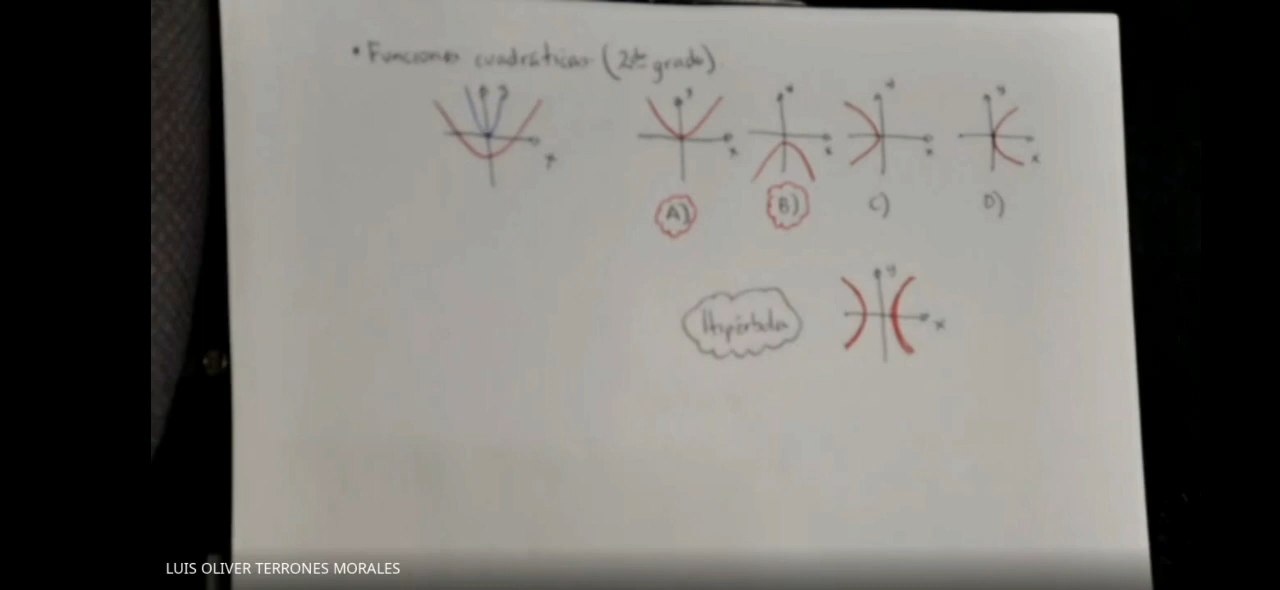 • Funciones cuadráticas (2do grado)
y y y y y
x x x x x
A) B) C) D)
y
Hipérbola
x
LUIS OLIVER TERRONES MORALES